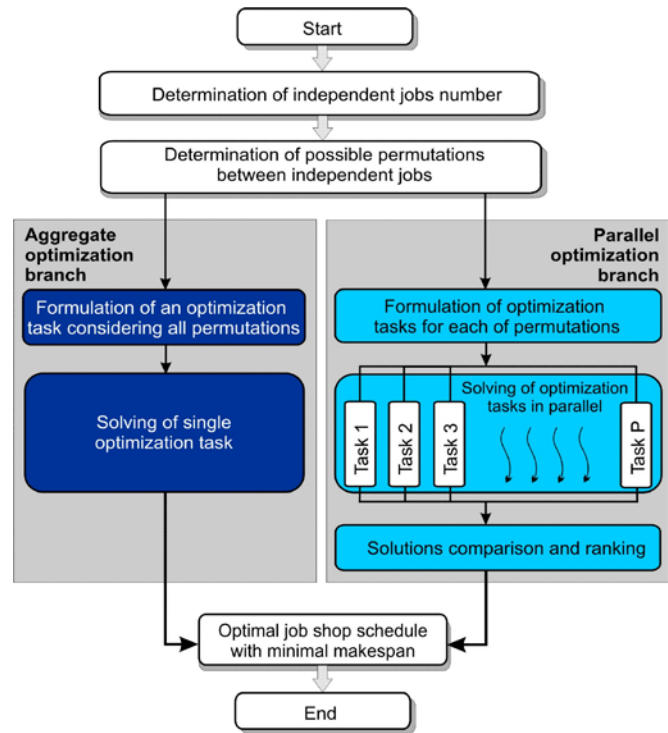 Start
Determination of independent jobs number
Determination of possible permutations
between independent jobs
Aggregate
optimization
branch
Formulation of an optimization
task considering all permutations
Solving of single
optimization task
Parallel
optimization
branch
Formulation of optimization
tasks for each of permutations
Solving of optimization
tasks in parallel
Task 1
Task 2
Task 3
Task P
Solutions comparison and ranking
Optimal job shop schedule
with minimal makespan
End